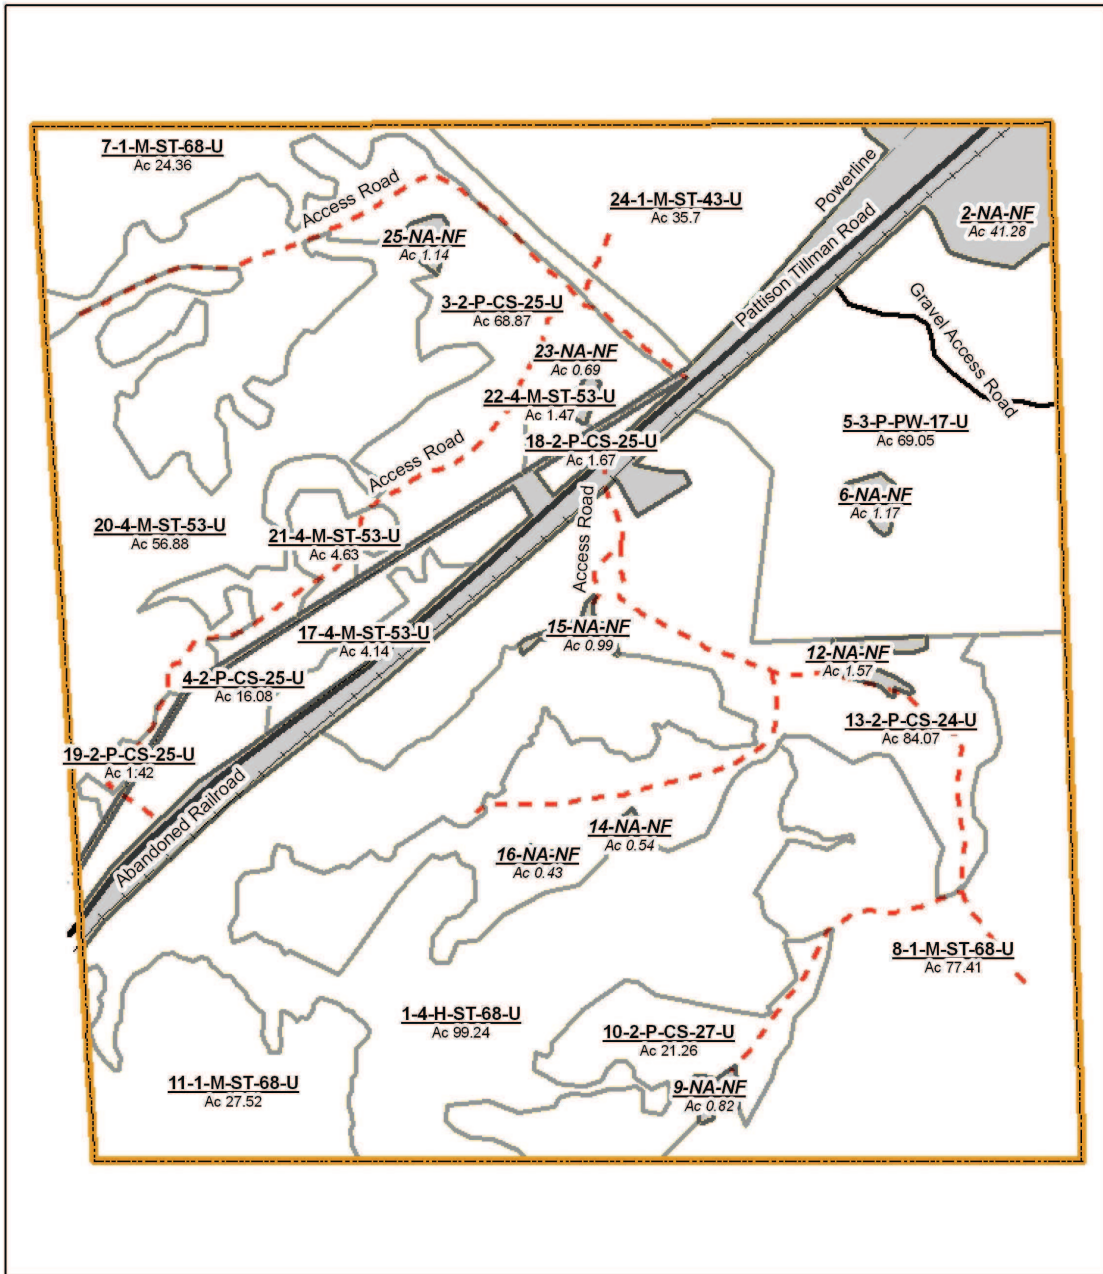 7-1-M-ST-68-U
Ac 24.36
Access Road
25-NA-NF
Ac 1.14
24-1-M-ST-43-U
Ac 35.7
Powerline
Pattison Tillman Road
2-NA-NF
Ac 41.28
Gravel Access Road
3-2-P-CS-25-U
Ac 68.87
23-NA-NF
Ac 0.69
22-4-M-ST-53-U
Ac 1.47
18-2-P-CS-25-U
Ac 1.67
5-3-P-PW-17-U
Ac 69.05
6-NA-NF
Ac 1.17
Access Road
20-4-M-ST-53-U
Ac 56.88
21-4-M-ST-53-U
Ac 4.63
Access Road
17-4-M-ST-53-U
Ac 4.14
15-NA-NF
Ac 0.99
12-NA-NF
Ac 1.57
4-2-P-CS-25-U
Ac 16.08
13-2-P-CS-24-U
Ac 84.07
19-2-P-CS-25-U
Ac 1.42
Abandoned Railroad
14-NA-NF
Ac 0.54
16-NA-NF
Ac 0.43
8-1-M-ST-68-U
Ac 77.41
1-4-H-ST-68-U
Ac 99.24
10-2-P-CS-27-U
Ac 21.26
11-1-M-ST-68-U
Ac 27.52
9-NA-NF
Ac 0.82